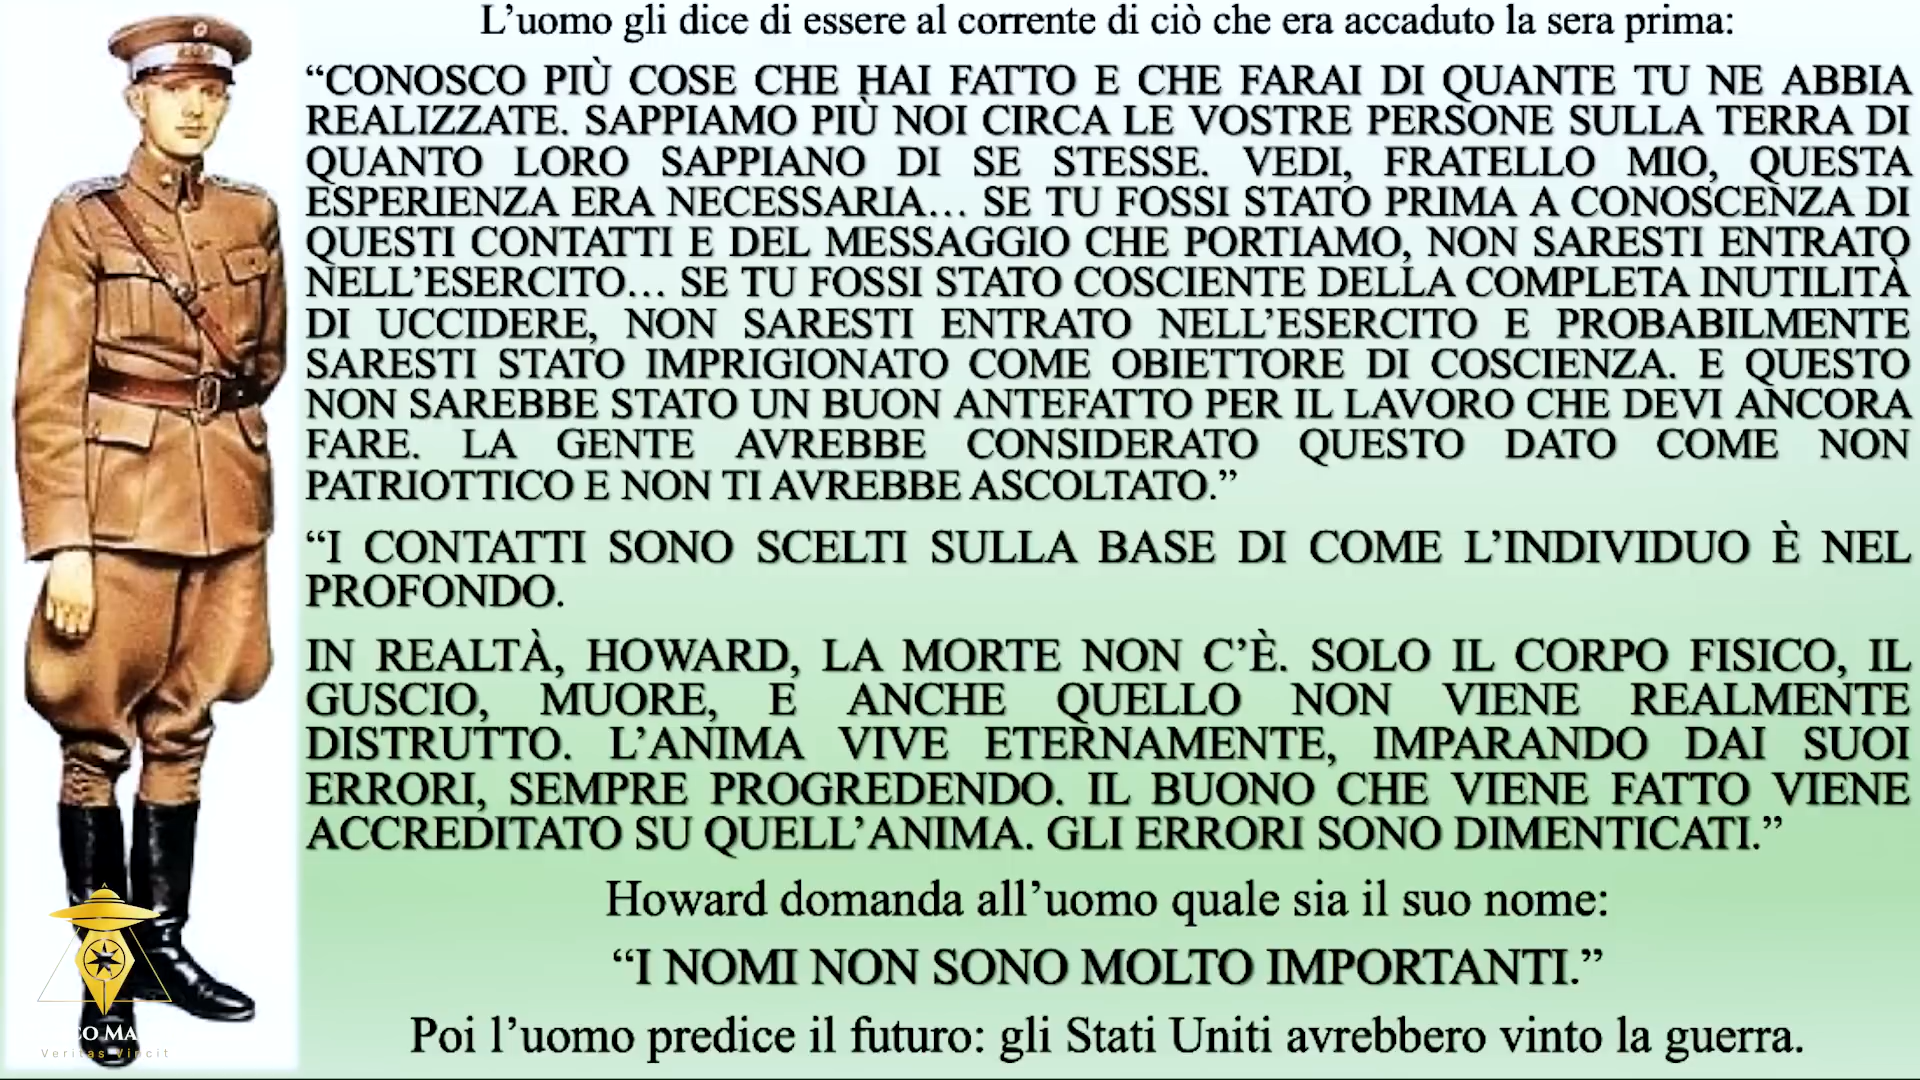 L’uomo gli dice di essere al corrente di ciò che era accaduto la sera prima:
“CONOSCO PIÙ COSE CHE HAI FATTO E CHE FARAI DI QUANTE TU NE ABBIA
REALIZZATE. SAPPIAMO PIÙ NOI CIRCA LE VOSTRE PERSONE SULLA TERRA DI
QUANTO LORO SAPPIANO DI SE STESSE. VEDI, FRATELLO MIO, QUESTA
ESPERIENZA ERA NECESSARIA… SE TU FOSSI STATO PRIMA A CONOSCENZA DI
QUESTI CONTATTI E DEL MESSAGGIO CHE PORTIAMO, NON SARESTI ENTRATO
NELL’ESERCITO… SE TU FOSSI STATO COSCIENTE DELLA COMPLETA INUTILITÀ
DI UCCIDERE, NON SARESTI ENTRATO NELL’ESERCITO E PROBABILMENTE
SARESTI STATO IMPRIGIONATO COME OBIETTORE DI COSCIENZA. E QUESTO
NON SAREBBE STATO UN BUON ANTEFATTO PER IL LAVORO CHE DEVI ANCORA
FARE. LA GENTE AVREBBE CONSIDERATO QUESTO DATO COME NON
PATRIOTTICO E NON TI AVREBBE ASCOLTATO.”
“I CONTATTI SONO SCELTI SULLA BASE DI COME L’INDIVIDUO È NEL
PROFONDO.
IN REALTÀ, HOWARD, LA MORTE NON C’È. SOLO IL CORPO FISICO, IL
GUSCIO, MUORE, E ANCHE QUELLO NON VIENE REALMENTE
DISTRUTTO. L’ANIMA VIVE ETERNAMENTE, IMPARANDO DAI SUOI
ERRORI, SEMPRE PROGREDENDO. IL BUONO CHE VIENE FATTO VIENE
ACCREDITATO SU QUELL’ANIMA. GLI ERRORI SONO DIMENTICATI.”
Howard domanda all’uomo quale sia il suo nome:
“I NOMI NON SONO MOLTO IMPORTANTI.”
Poi l’uomo predice il futuro: gli Stati Uniti avrebbero vinto la guerra.
Veritas Vincit